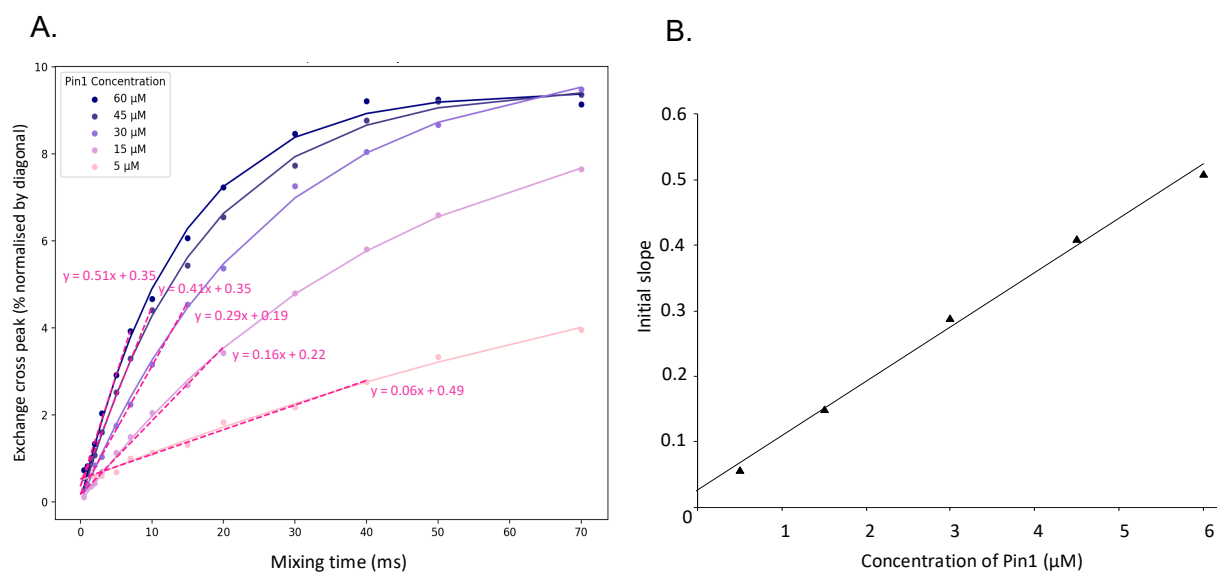 A.
B.
10
8
6
4
2
0
Exchange cross peak (% normalised by diagonal)
Pin1 Concentration
60 μM
45 μM
30 μM
15 μM
5 μM
y = 0.51x + 0.35
y = 0.41x + 0.35
y = 0.29x + 0.19
y = 0.16x + 0.22
y = 0.06x + 0.49
0 10 20 30 40 50 60 70
Mixing time (ms)
0.6
0.5
0.4
0.3
0.2
0.1
0
Initial slope
1 2 3 4 5 6
Concentration of Pin1 (μM)